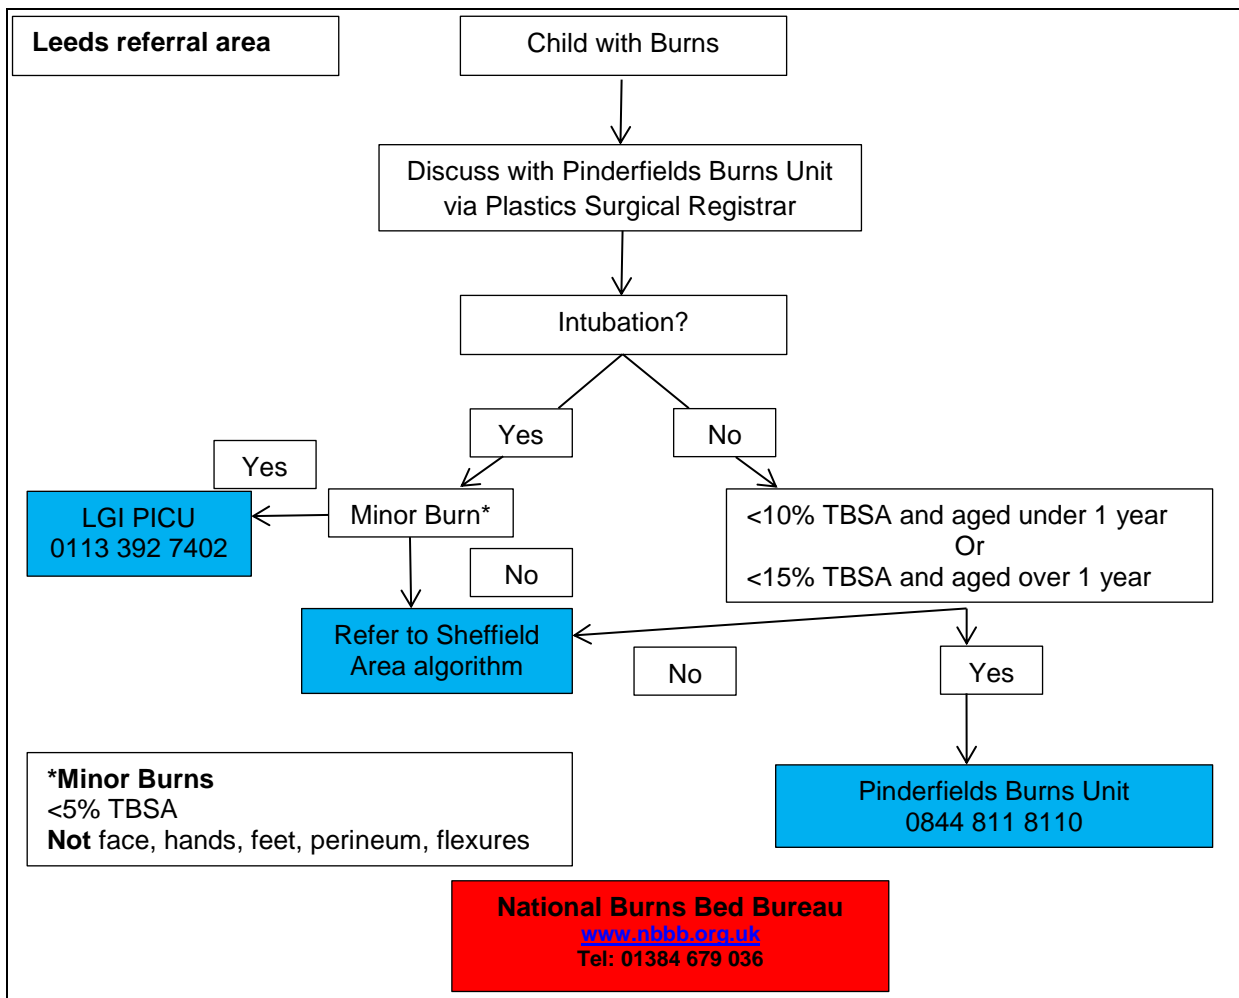 Leeds referral area
Child with Burns
Discuss with Pinderfields Burns Unit
via Plastics Surgical Registrar
Intubation?
Yes
No
Yes
LGI PICU
0113 392 7402
Minor Burn*
<10% TBSA and aged under 1 year
Or
<15% TBSA and aged over 1 year
No
Refer to Sheffield
Area algorithm
No
Yes
*Minor Burns
<5% TBSA
Not face, hands, feet, perineum, flexures
Pinderfields Burns Unit
0844 811 8110
National Burns Bed Bureau
www.nbbb.org.uk
Tel: 01384 679 036